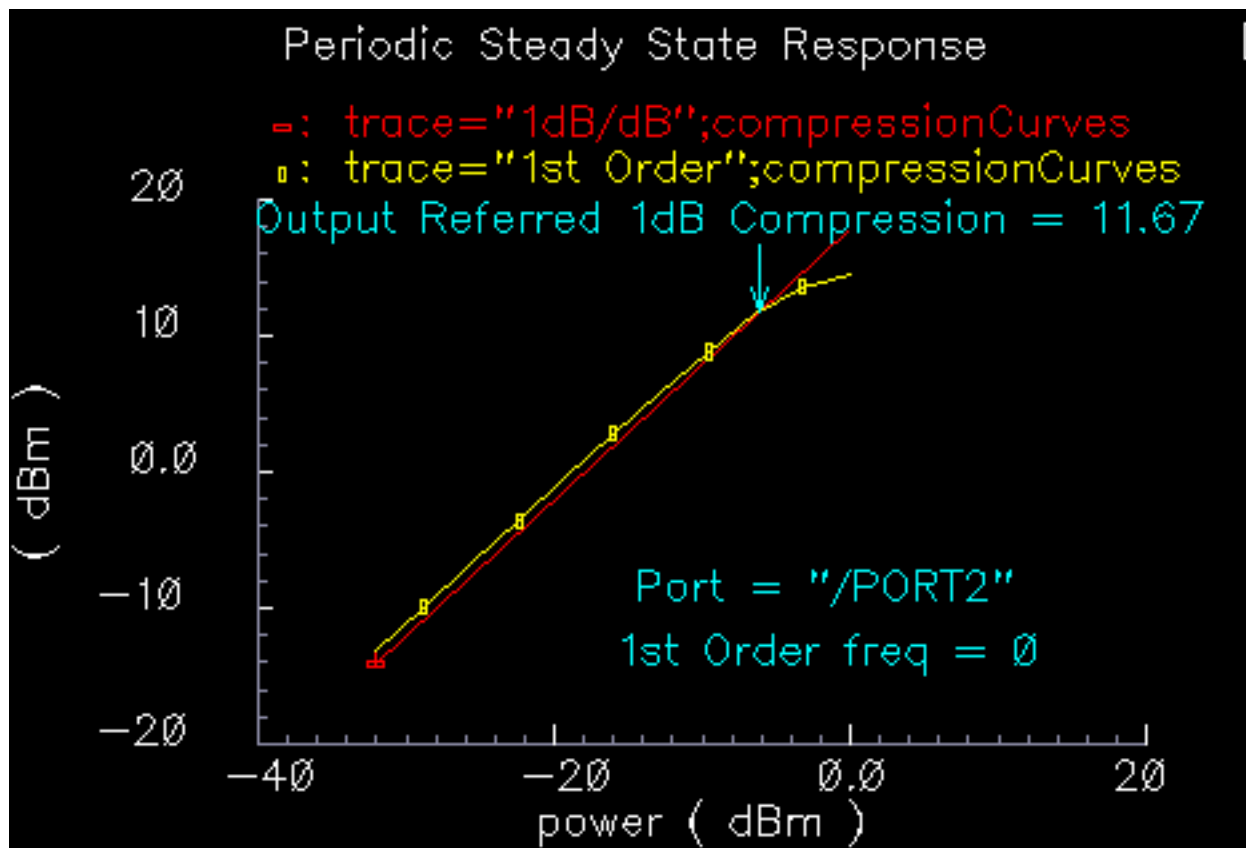 Periodic Steady State Response
: trace="1dB/dB";compressionCurves
: trace="1st Order";compressionCurves
20
Output Referred 1dB Compression = 11.67
10
0.0
-10
-20
( dBm )
Port = "/PORT2"
1st Order freq = 0
-40 -20 0.0 20
power ( dBm )